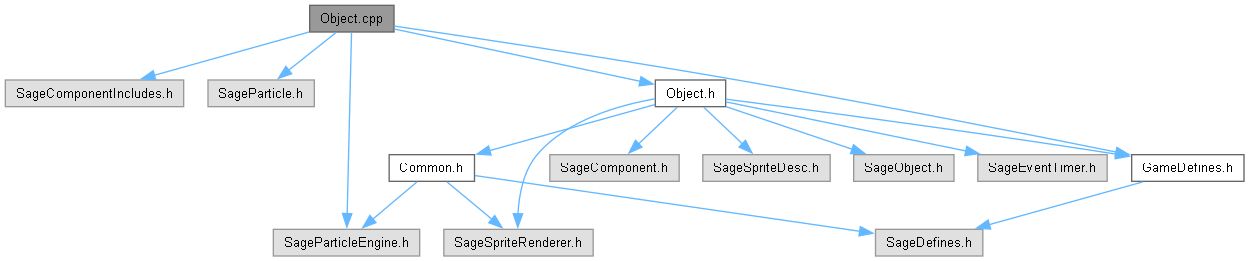 Object.cpp
SageComponentIncludes.h
SageParticle.h
Object.h
Common.h
SageComponent.h
SageSpriteDesc.h
SageObject.h
SageEventTimer.h
GameDefines.h
SageParticleEngine.h
SageSpriteRenderer.h
SageDefines.h